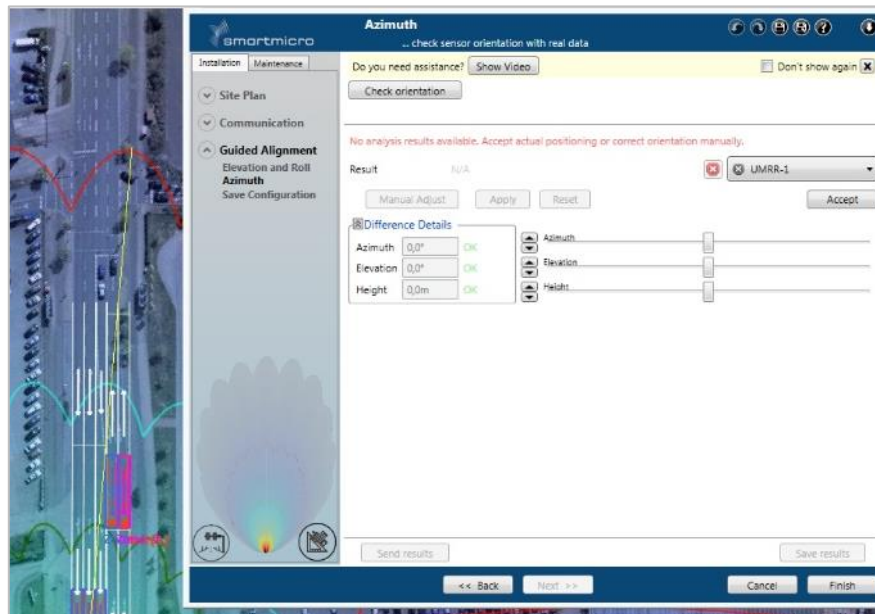 smartmicro
Azimuth
.. check sensor orientation with real data
Installation Maintenance
Do you need assistance? Show Video Don't show again
Check orientation
Site Plan
Communication
Guided Alignment
Elevation and Roll
Azimuth
Save Configuration
No analysis results available. Accept actual positioning or correct orientation manually.
Result N/A UMRR-1
Manual Adjust Apply Reset Accept
Difference Details
Azimuth 0,0° OK Azimuth
Elevation 0,0° OK Elevation
Height 0,0m OK Height
Send results Save results
<< Back Next >> Cancel Finish